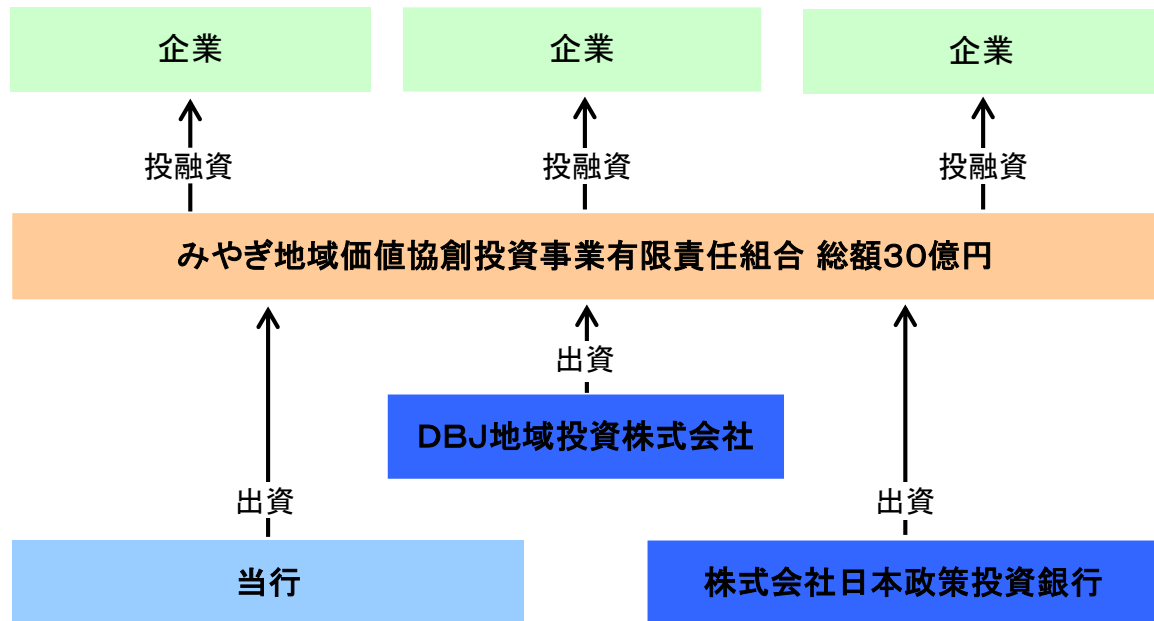 企業
企業
企業
投融資
投融資
投融資
みやぎ地域価値協創投資事業有限責任組合 総額30億円
出資
DBJ地域投資株式会社
出資
出資
当行
株式会社日本政策投資銀行